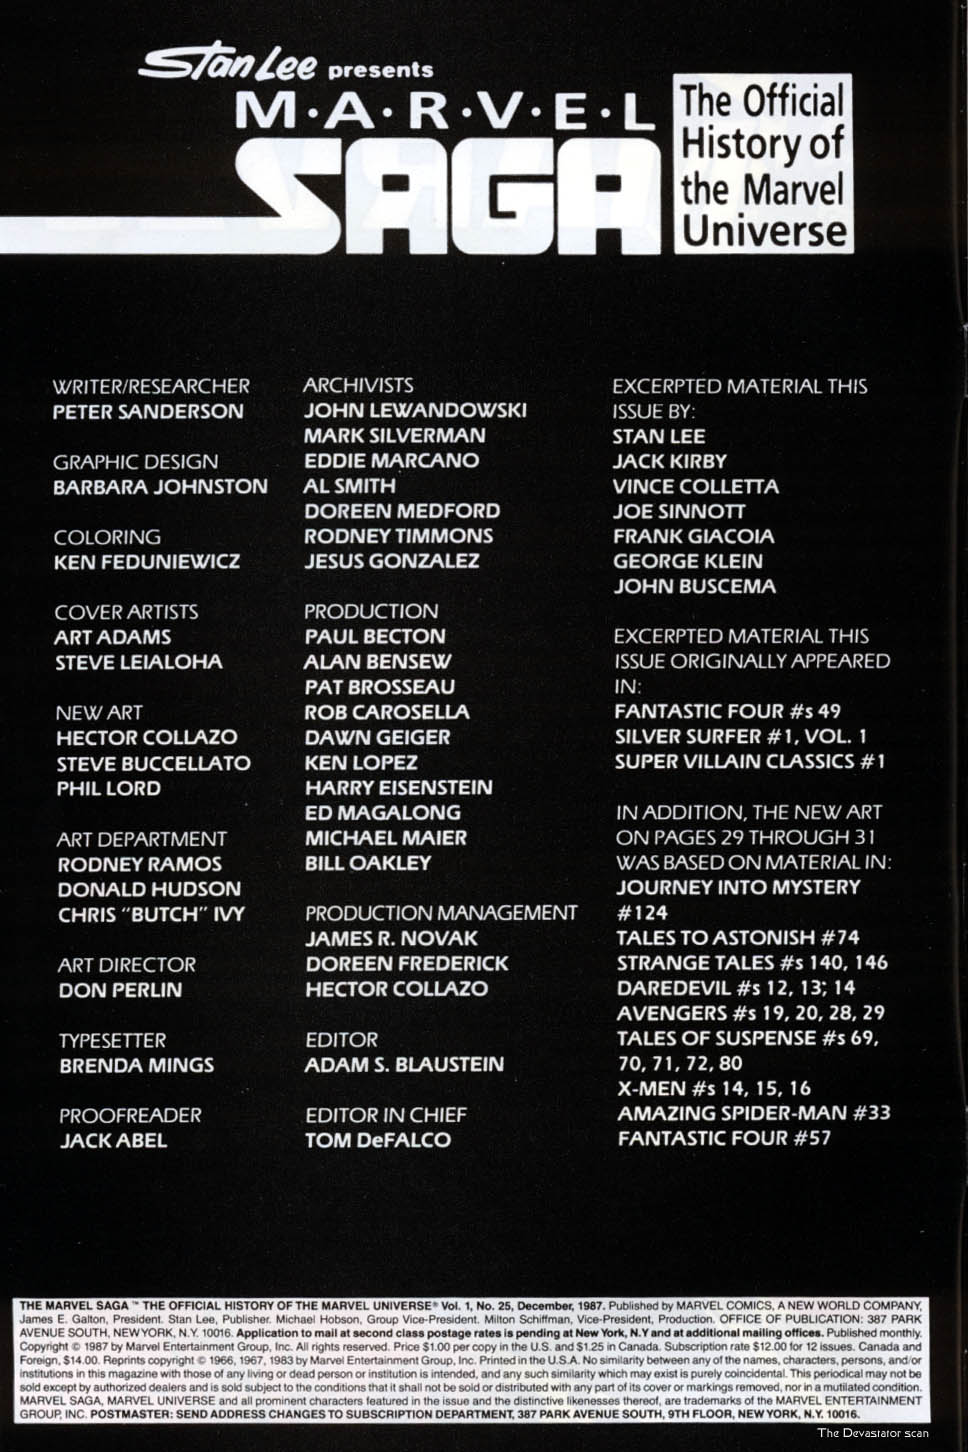 Stan Lee presents
M·A·R·V·E·L
SAGA
The Official
History of
the Marvel
Universe
WRITER/RESEARCHER
PETER SANDERSON
GRAPHIC DESIGN
BARBARA JOHNSTON
COLORING
KEN FEDUNIEWICZ
COVER ARTISTS
ART ADAMS
STEVE LEIALOHA
NEW ART
HECTOR COLLAZO
STEVE BUCCELLATO
PHIL LORD
ART DEPARTMENT
RODNEY RAMOS
DONALD HUDSON
CHRIS "BUTCH" IVY
ART DIRECTOR
DON PERLIN
TYPESETTER
BRENDA MINGS
PROOFREADER
JACK ABEL
ARCHIVISTS
JOHN LEWANDOWSKI
MARK SILVERMAN
EDDIE MARCANO
AL SMITH
DOREEN MEDFORD
RODNEY TIMMONS
JESUS GONZALEZ
PRODUCTION
PAUL BECTON
ALAN BENSEW
PAT BROSSEAU
ROB CAROSELLA
DAWN GEIGER
KEN LOPEZ
HARRY EISENSTEIN
ED MAGALONG
MICHAEL MAIER
BILL OAKLEY
PRODUCTION MANAGEMENT
JAMES R. NOVAK
DOREEN FREDERICK
HECTOR COLLAZO
EDITOR
ADAM S. BLAUSTEIN
EDITOR IN CHIEF
TOM DeFALCO
EXCERPTED MATERIAL THIS
ISSUE BY:
STAN LEE
JACK KIRBY
VINCE COLLETTA
JOE SINNOTT
FRANK GIACOIA
GEORGE KLEIN
JOHN BUSCEMA
EXCERPTED MATERIAL THIS
ISSUE ORIGINALLY APPEARED
IN:
FANTASTIC FOUR #s 49
SILVER SURFER #1, VOL. 1
SUPER VILLAIN CLASSICS #1
IN ADDITION, THE NEW ART
ON PAGES 29 THROUGH 31
WAS BASED ON MATERIAL IN:
JOURNEY INTO MYSTERY
#124
TALES TO ASTONISH #74
STRANGE TALES #s 140, 146
DAREDEVIL #s 12, 13; 14
AVENGERS #s 19, 20, 28, 29
TALES OF SUSPENSE #s 69,
70, 71, 72, 80
X-MEN #s 14, 15, 16
AMAZING SPIDER-MAN #33
FANTASTIC FOUR #57
THE MARVEL SAGA ™ THE OFFICIAL HISTORY OF THE MARVEL UNIVERSE® Vol. 1, No. 25, December, 1987. Published by MARVEL COMICS, A NEW WORLD COMPANY,
James E. Galton, President. Stan Lee, Publisher. Michael Hobson, Group Vice-President. Milton Schiffman, Vice-President, Production. OFFICE OF PUBLICATION: 387 PARK
AVENUE SOUTH, NEW YORK, N.Y. 10016. Application to mail at second class postage rates is pending at New York, N.Y and at additional mailing offices. Published monthly.
Copyright © 1987 by Marvel Entertainment Group, Inc. All rights reserved. Price $1.00 per copy in the U.S. and $1.25 in Canada. Subscription rate $12.00 for 12 issues. Canada and
Foreign, $14.00. Reprints copyright © 1966, 1967, 1983 by Marvel Entertainment Group, Inc. Printed in the U.S.A. No similarity between any of the names, characters, persons, and/or
institutions in this magazine with those of any living or dead person or institution is intended, and any such similarity which may exist is purely coincidental. This periodical may not be
sold except by authorized dealers and is sold subject to the conditions that it shall not be sold or distributed with any part of its cover or markings removed, nor in a mutilated condition.
MARVEL SAGA, MARVEL UNIVERSE and all prominent characters featured in the issue and the distinctive likenesses thereof, are trademarks of the MARVEL ENTERTAINMENT
GROUP, INC. POSTMASTER: SEND ADDRESS CHANGES TO SUBSCRIPTION DEPARTMENT, 387 PARK AVENUE SOUTH, 9TH FLOOR, NEW YORK, N.Y. 10016.
The Devastator scan